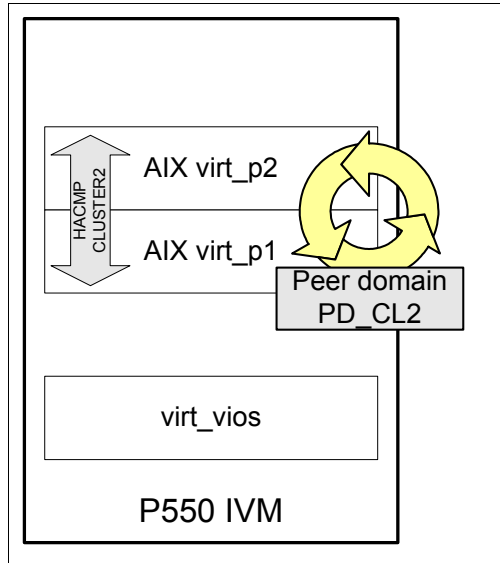 AIX virt_p2
HACMP
CLUSTER2
AIX virt_p1
Peer domain
PD_CL2
virt_vios
P550 IVM